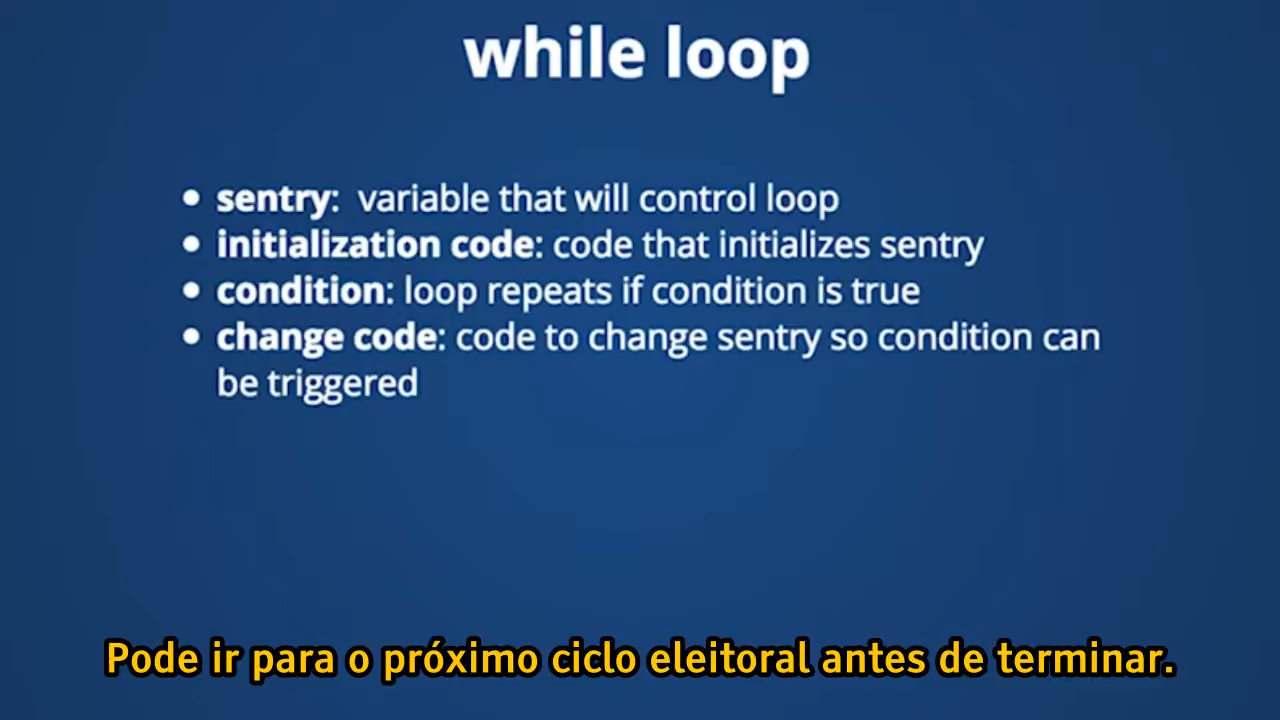 while loop
• sentry:  variable that will control loop
• initialization code: code that initializes sentry
• condition: loop repeats if condition is true
• change code: code to change sentry so condition can
be triggered
Pode ir para o próximo ciclo eleitoral antes de terminar.